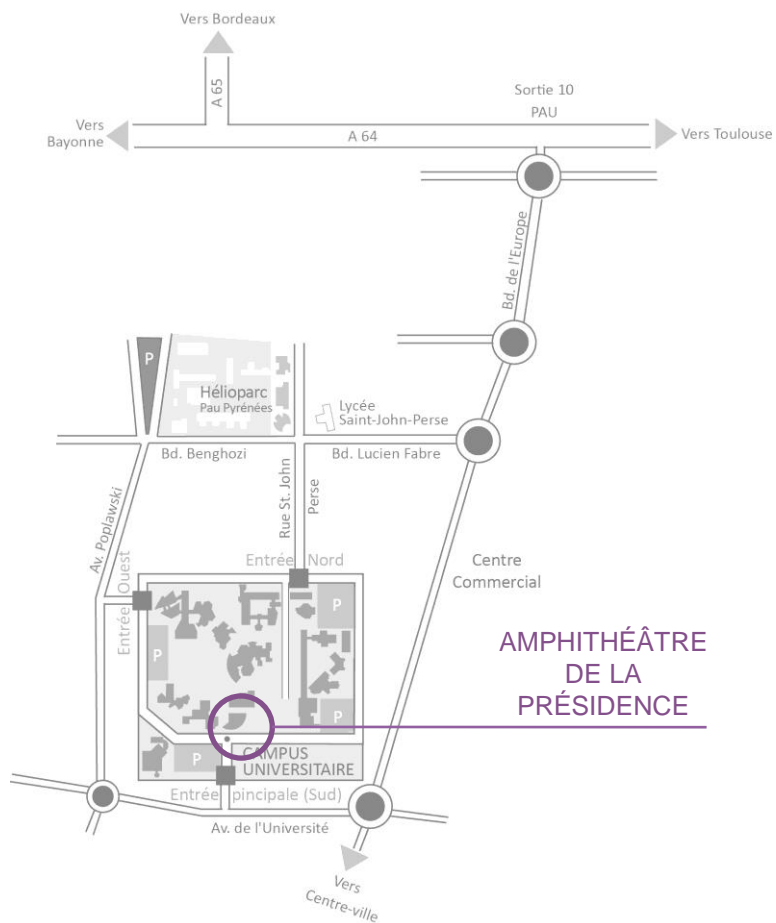 Vers Bordeaux
A 65
Sortie 10
PAU
Vers
Bayonne
A 64
Vers Toulouse
Bd. de l'Europe
P
Hélioparc
Pau Pyrénées
Lycée
Saint-John-Perse
Bd. Benghozi
Bd. Lucien Fabre
Av. Poplawski
Rue St. John
Perse
Centre
Commercial
Entrée Nord
Entrée Ouest
P
P
P
AMPHITHÉÂTRE
DE LA
PRÉSIDENCE
P
CAMPUS
UNIVERSITAIRE
Entrée pincipale (Sud)
Av. de l'Université
Vers
Centre-ville